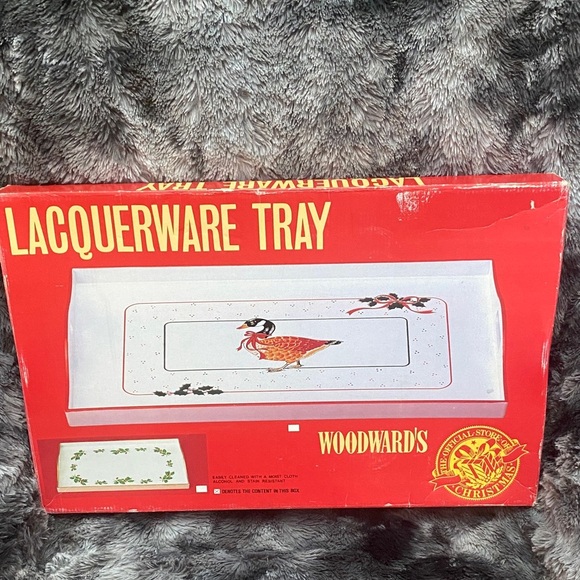 LACQUERWARE TRAY
LACQUERWARE TRAY
WOODWARD'S
THE OFFICIAL STORE OF
CHRISTMAS
EASILY CLEANED WITH A MOIST CLOTH
ALCOHOL AND STAIN RESISTANT
DENOTES THE CONTENT IN THIS BOX